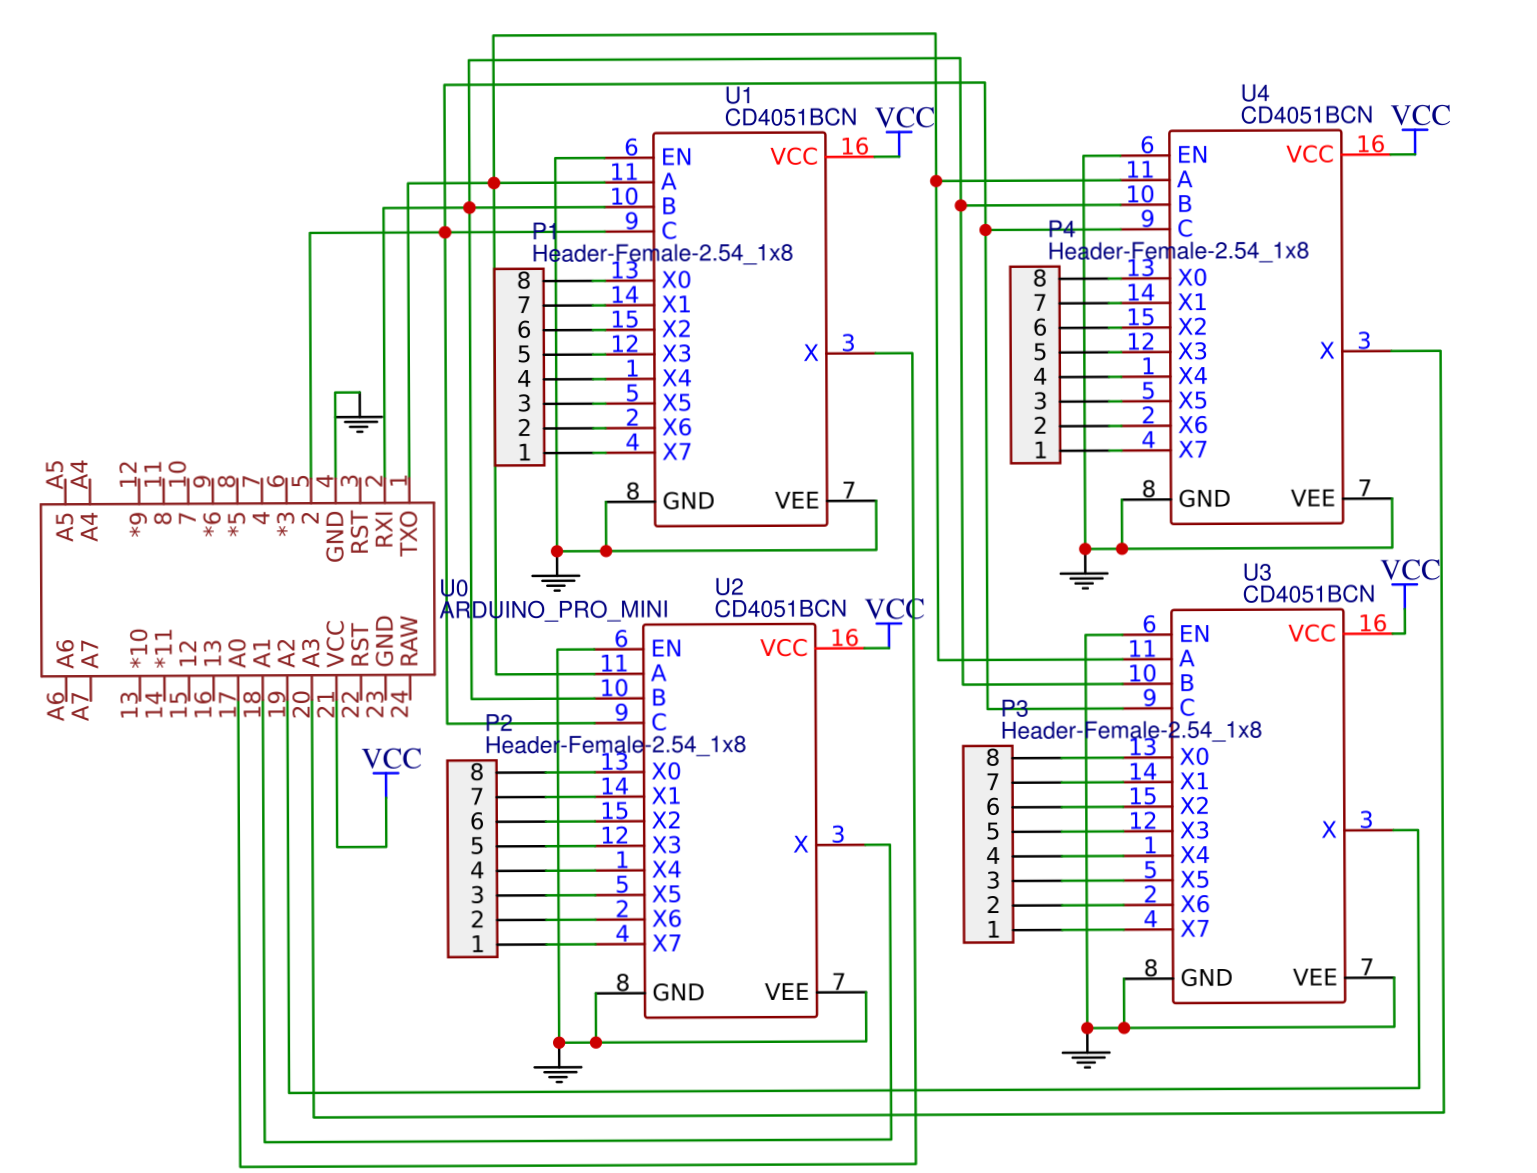 U1
CD4051BCN
VCC
6 EN
11 A
10 B
9 C
VCC 16
P1
Header-Female-2.54_1x8
8 13 X0
7 14 X1
6 15 X2
5 12 X3
4 1 X4
3 5 X5
2 2 X6
1 4 X7
X 3
8 GND
VEE 7
U4
CD4051BCN
VCC
6 EN
11 A
10 B
9 C
VCC 16
P4
Header-Female-2.54_1x8
8 13 X0
7 14 X1
6 15 X2
5 12 X3
4 1 X4
3 5 X5
2 2 X6
1 4 X7
X 3
8 GND
VEE 7
A5 A4 12 11 10 9 8 7 6 5 4 3 2 1
A5 A4 *9 8 7 *6 *5 4 *3 2 GND RST RXI TXO
U0
ARDUINO_PRO_MINI
A6 A7 *10 *11 12 13 A0 A1 A2 A3 VCC RST GND RAW
A6 A7 13 14 15 16 17 18 19 20 21 22 23 24
VCC
U2
CD4051BCN
VCC
6 EN
11 A
10 B
9 C
VCC 16
P2
Header-Female-2.54_1x8
8 13 X0
7 14 X1
6 15 X2
5 12 X3
4 1 X4
3 5 X5
2 2 X6
1 4 X7
X 3
8 GND
VEE 7
U3
CD4051BCN
VCC
6 EN
11 A
10 B
9 C
VCC 16
P3
Header-Female-2.54_1x8
8 13 X0
7 14 X1
6 15 X2
5 12 X3
4 1 X4
3 5 X5
2 2 X6
1 4 X7
X 3
8 GND
VEE 7